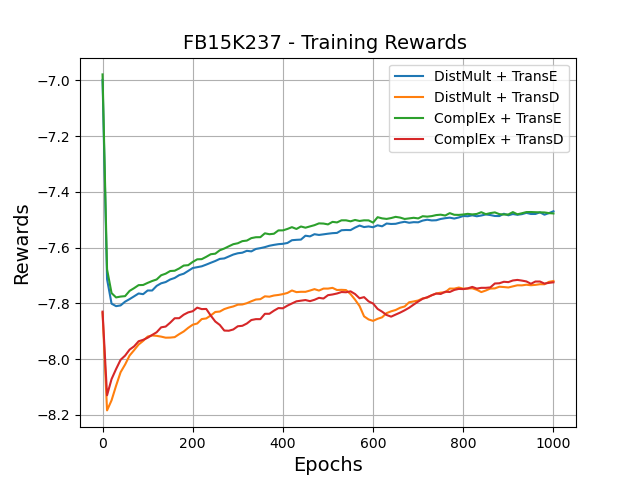 FB15K237 - Training Rewards
DistMult + TransE
DistMult + TransD
ComplEx + TransE
ComplEx + TransD
Rewards
−7.0
−7.2
−7.4
−7.6
−7.8
−8.0
−8.2
0
200
400
600
800
1000
Epochs